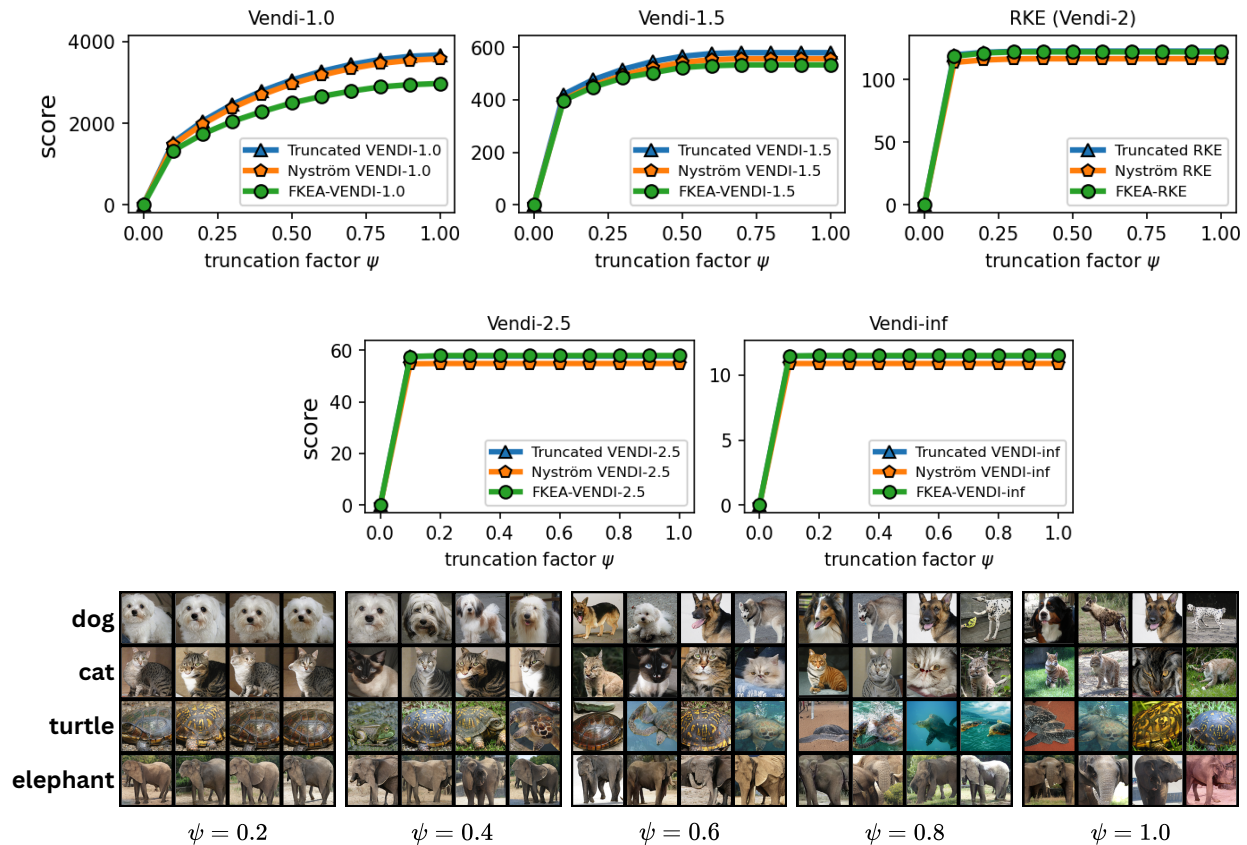 Vendi-1.0
Vendi-1.5
RKE (Vendi-2)
4000
2000
0
score
0.00 0.25 0.50 0.75 1.00
truncation factor ψ
Truncated VENDI-1.0
Nyström VENDI-1.0
FKEA-VENDI-1.0
600
400
200
0
0.00 0.25 0.50 0.75 1.00
truncation factor ψ
Truncated VENDI-1.5
Nyström VENDI-1.5
FKEA-VENDI-1.5
100
50
0
0.00 0.25 0.50 0.75 1.00
truncation factor ψ
Truncated RKE
Nyström RKE
FKEA-RKE
Vendi-2.5
Vendi-inf
60
40
20
0
score
0.0 0.2 0.4 0.6 0.8 1.0
truncation factor ψ
Truncated VENDI-2.5
Nyström VENDI-2.5
FKEA-VENDI-2.5
10
5
0
0.0 0.2 0.4 0.6 0.8 1.0
truncation factor ψ
Truncated VENDI-inf
Nyström VENDI-inf
FKEA-VENDI-inf
dog
cat
turtle
elephant
ψ = 0.2
ψ = 0.4
ψ = 0.6
ψ = 0.8
ψ = 1.0